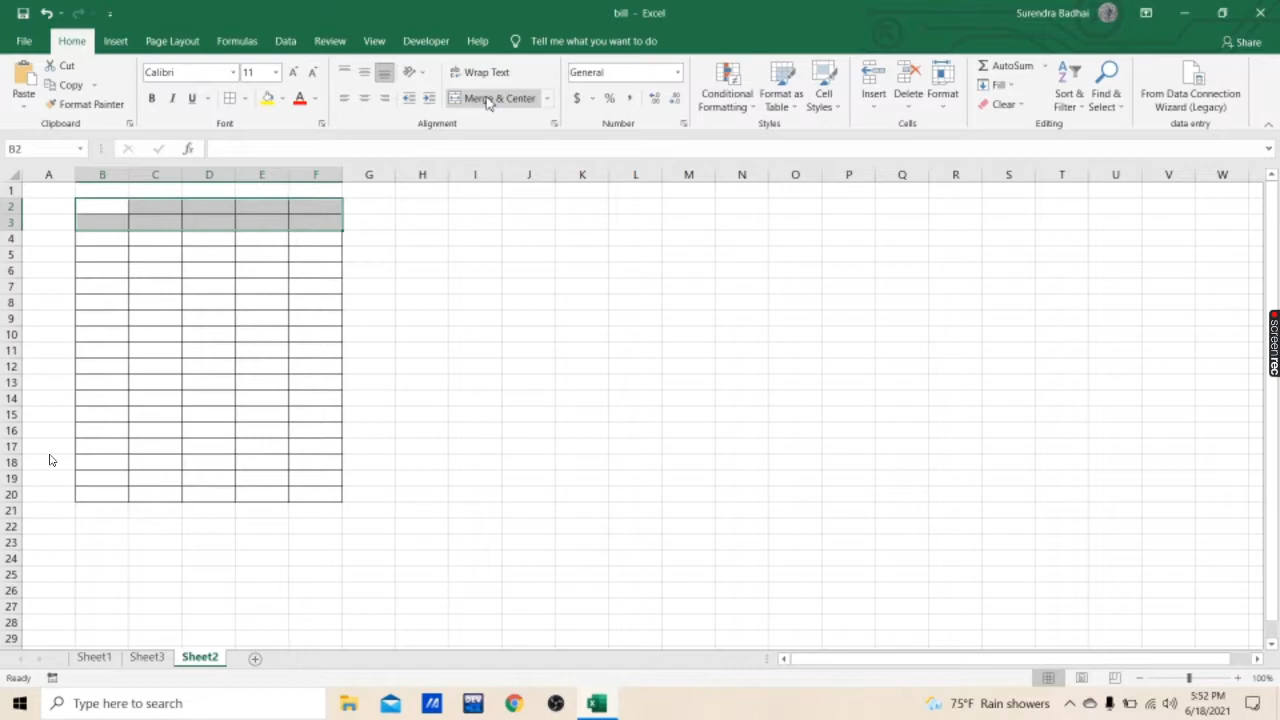 bill - Excel
Surendra Badhai
File Home Insert Page Layout Formulas Data Review View Developer Help Tell me what you want to do
Share
Paste
Cut
Copy
Format Painter
Clipboard
Calibri 11
B I U
Font
Wrap Text
Merge & Center
Alignment
General
$ % ,
Number
Conditional Formatting
Format as Table
Cell Styles
Styles
Insert
Delete
Format
Cells
AutoSum
Fill
Clear
Sort & Filter
Find & Select
Editing
From Data Connection Wizard (Legacy)
data entry
B2
fx
A B C D E F G H I J K L M N O P Q R S T U V W
1
2
3
4
5
6
7
8
9
10
11
12
13
14
15
16
17
18
19
20
21
22
23
24
25
26
27
28
29
screenrec
Sheet1 Sheet3 Sheet2
Ready
100%
Type here to search
DEV
75°F Rain showers
5:52 PM
6/18/2021